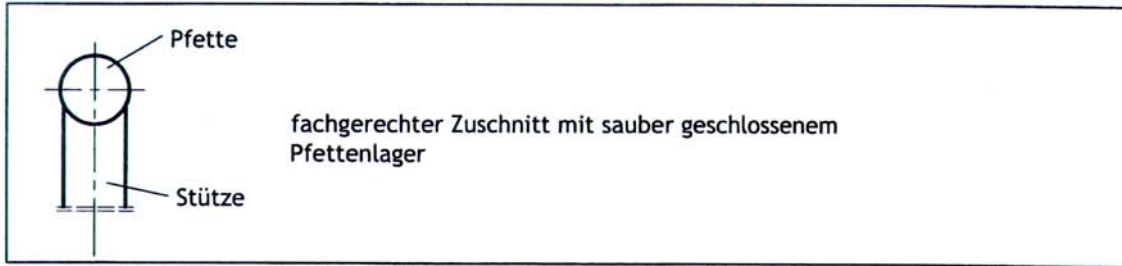 Pfette
fachgerechter Zuschnitt mit sauber geschlossenem
Pfettenlager
Stütze